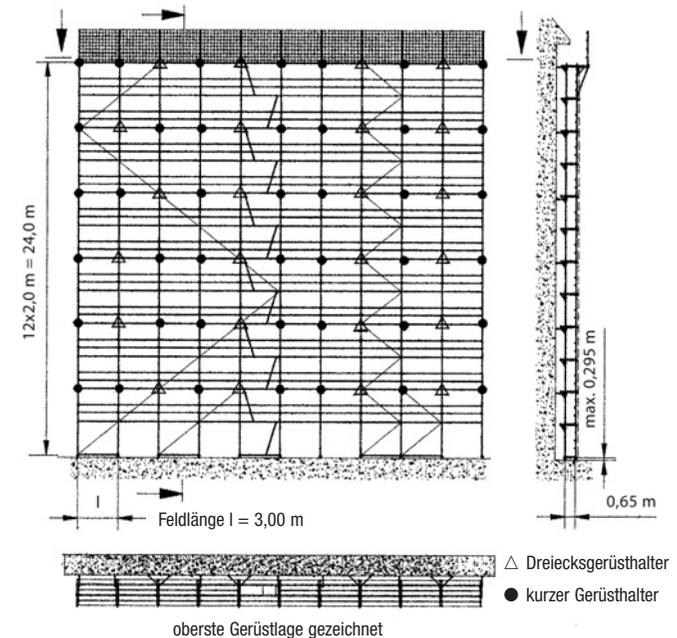 12x2,0 m = 24,0 m
max. 0,295 m
0,65 m
l
Feldlänge l = 3,00 m
△ Dreiecksgerüsthalter
● kurzer Gerüsthalter
oberste Gerüstlage gezeichnet